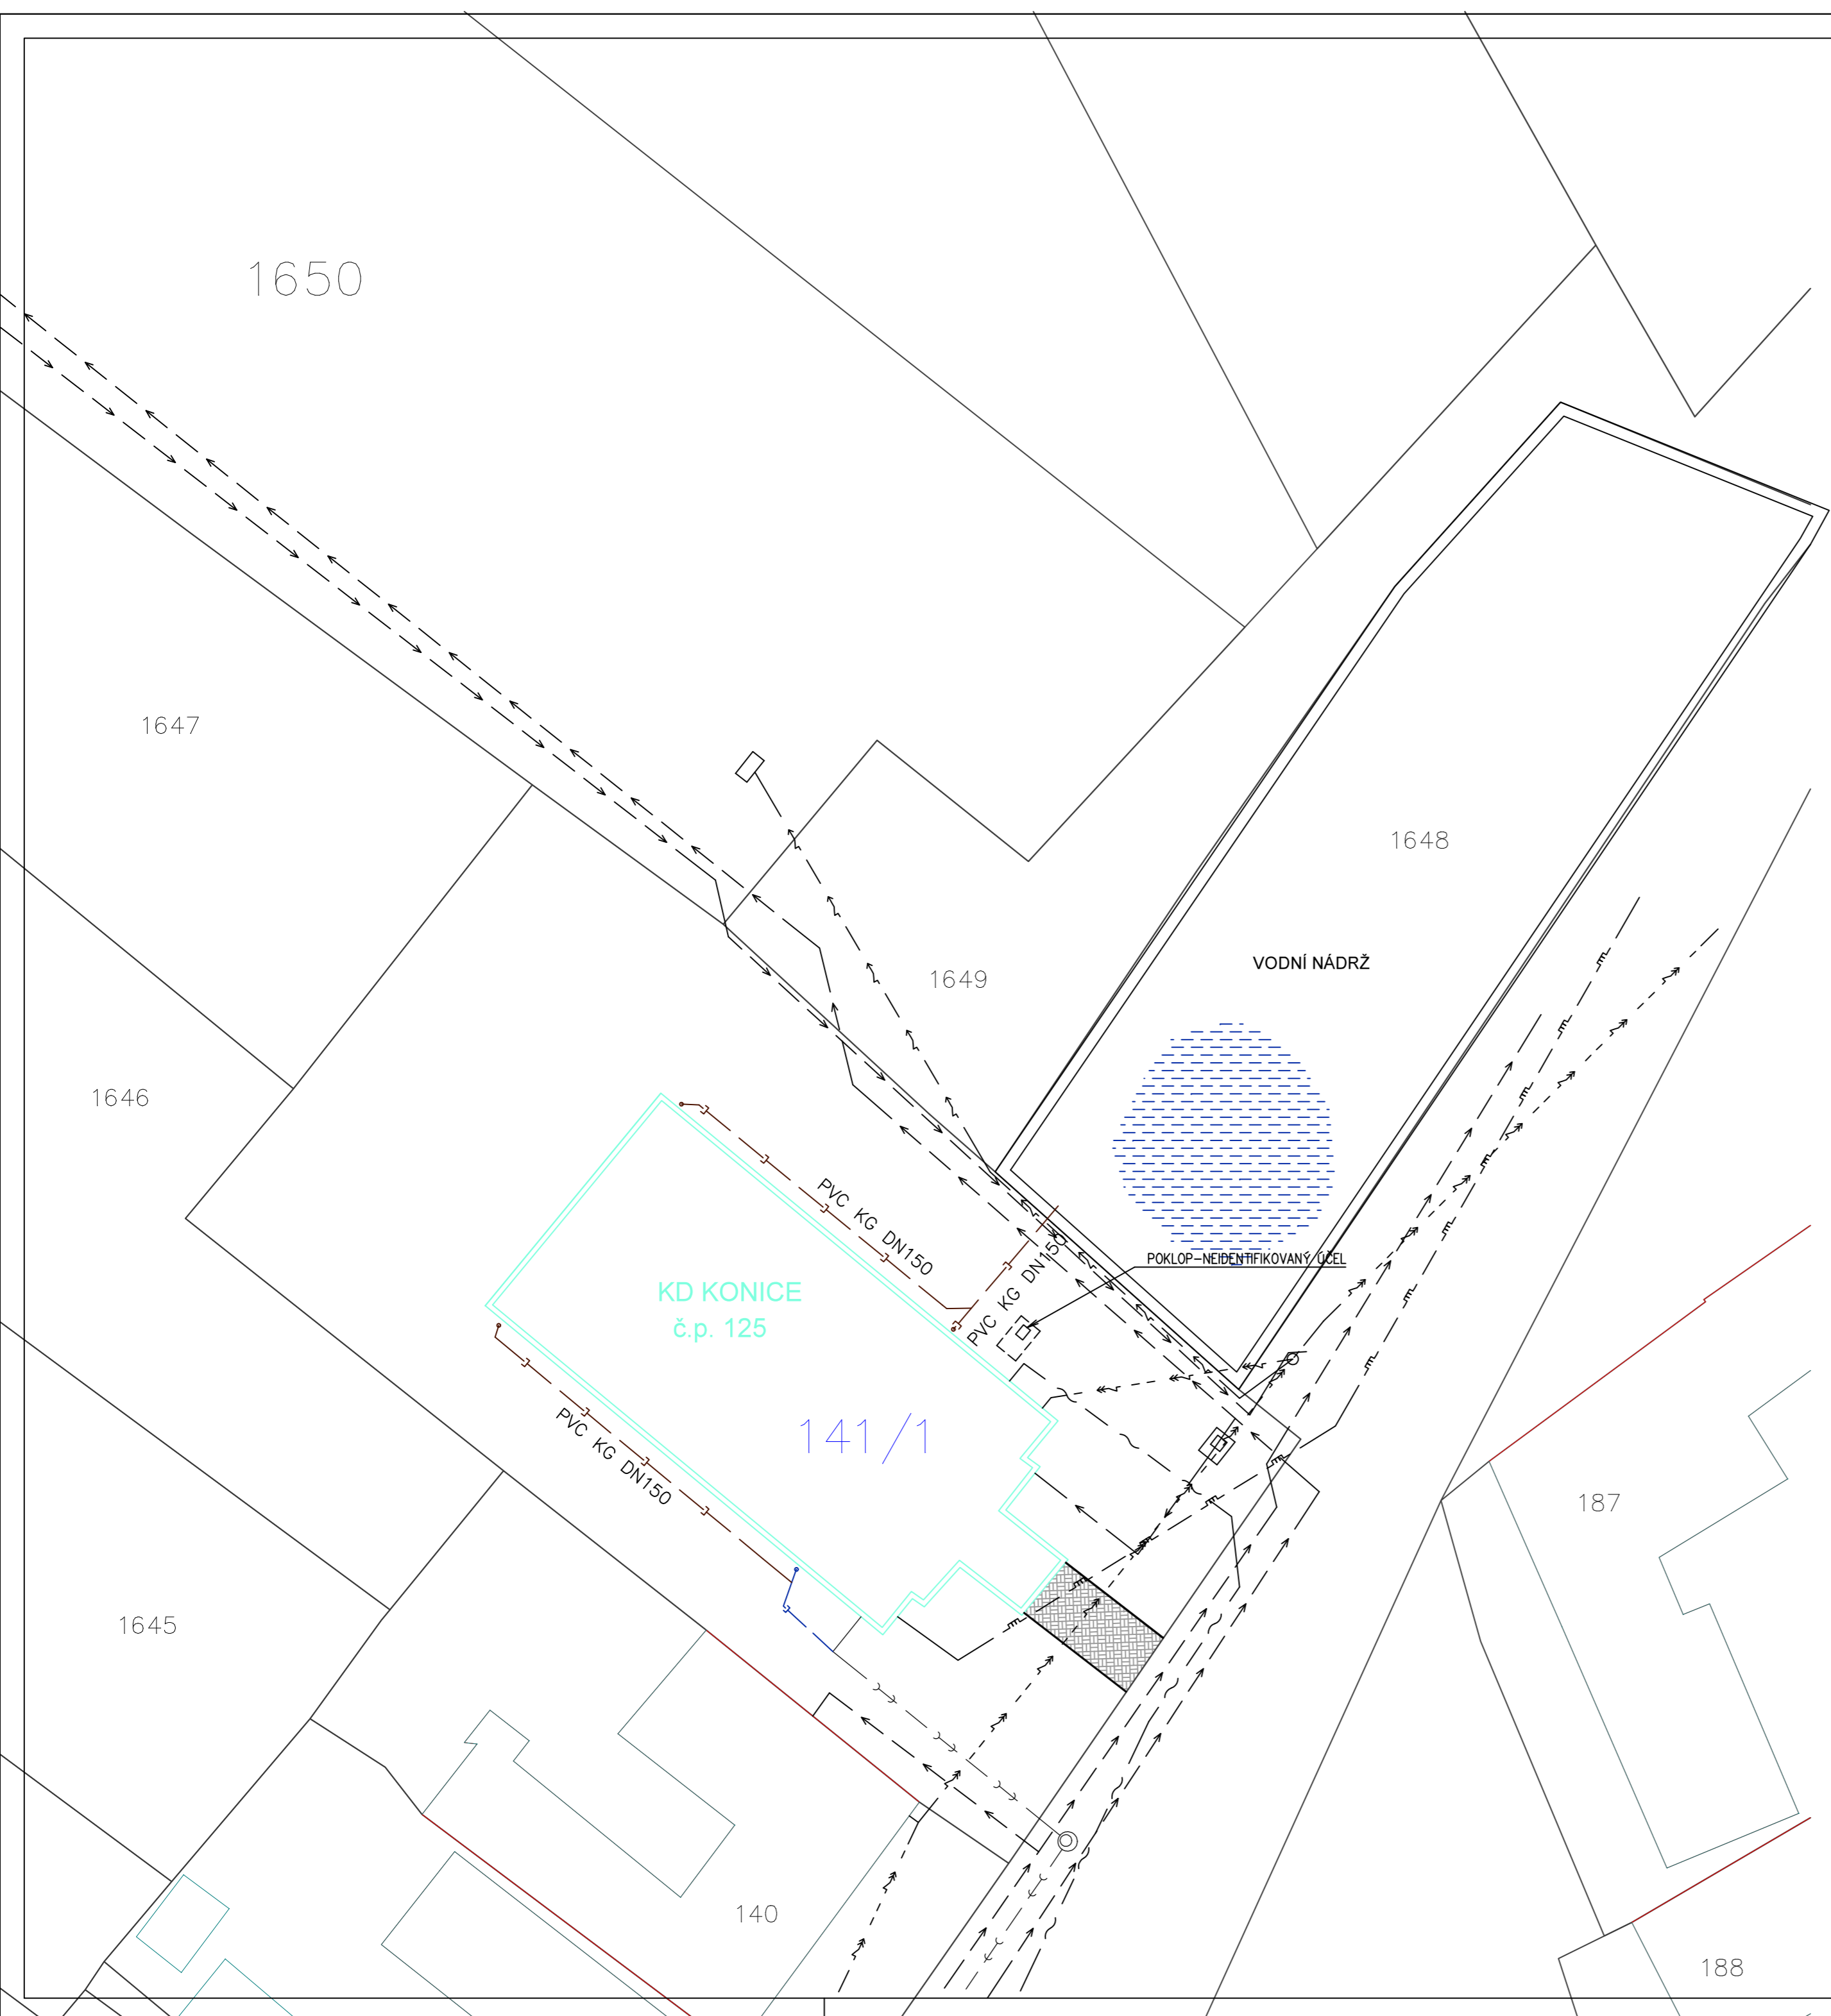 1650
1647
1648
VODNÍ NÁDRŽ
1649
1646
PVC KG DN150
PVC KG DN150
POKLOP-NEIDENTIFIKOVANÝ ÚČEL
KD KONICE
č.p. 125
141/1
PVC KG DN150
187
1645
140
188